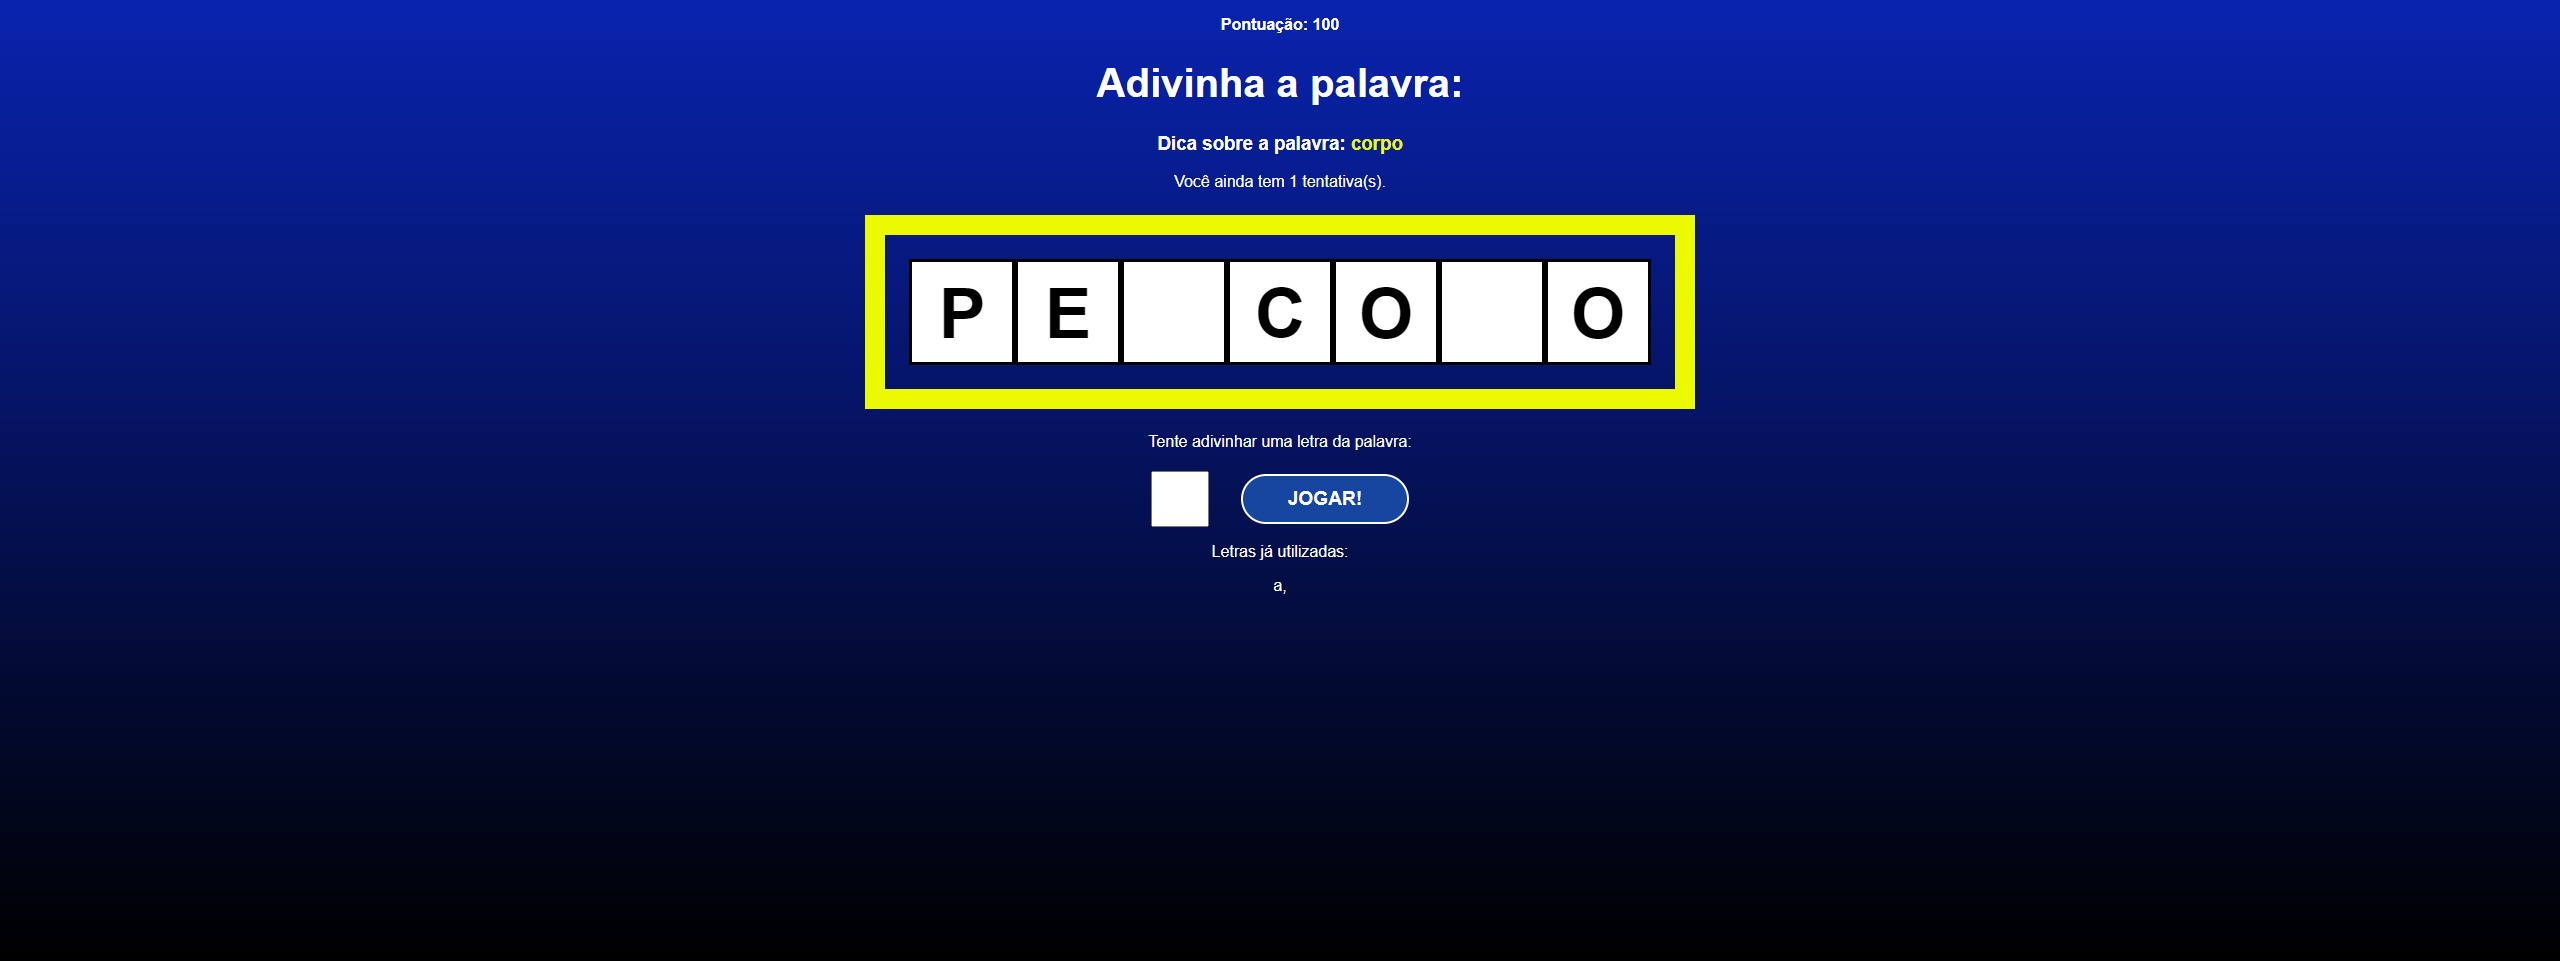 Pontuação: 100
Adivinha a palavra:
Dica sobre a palavra: corpo
Você ainda tem 1 tentativa(s).
P E C O O
Tente adivinhar uma letra da palavra:
JOGAR!
Letras já utilizadas:
a,